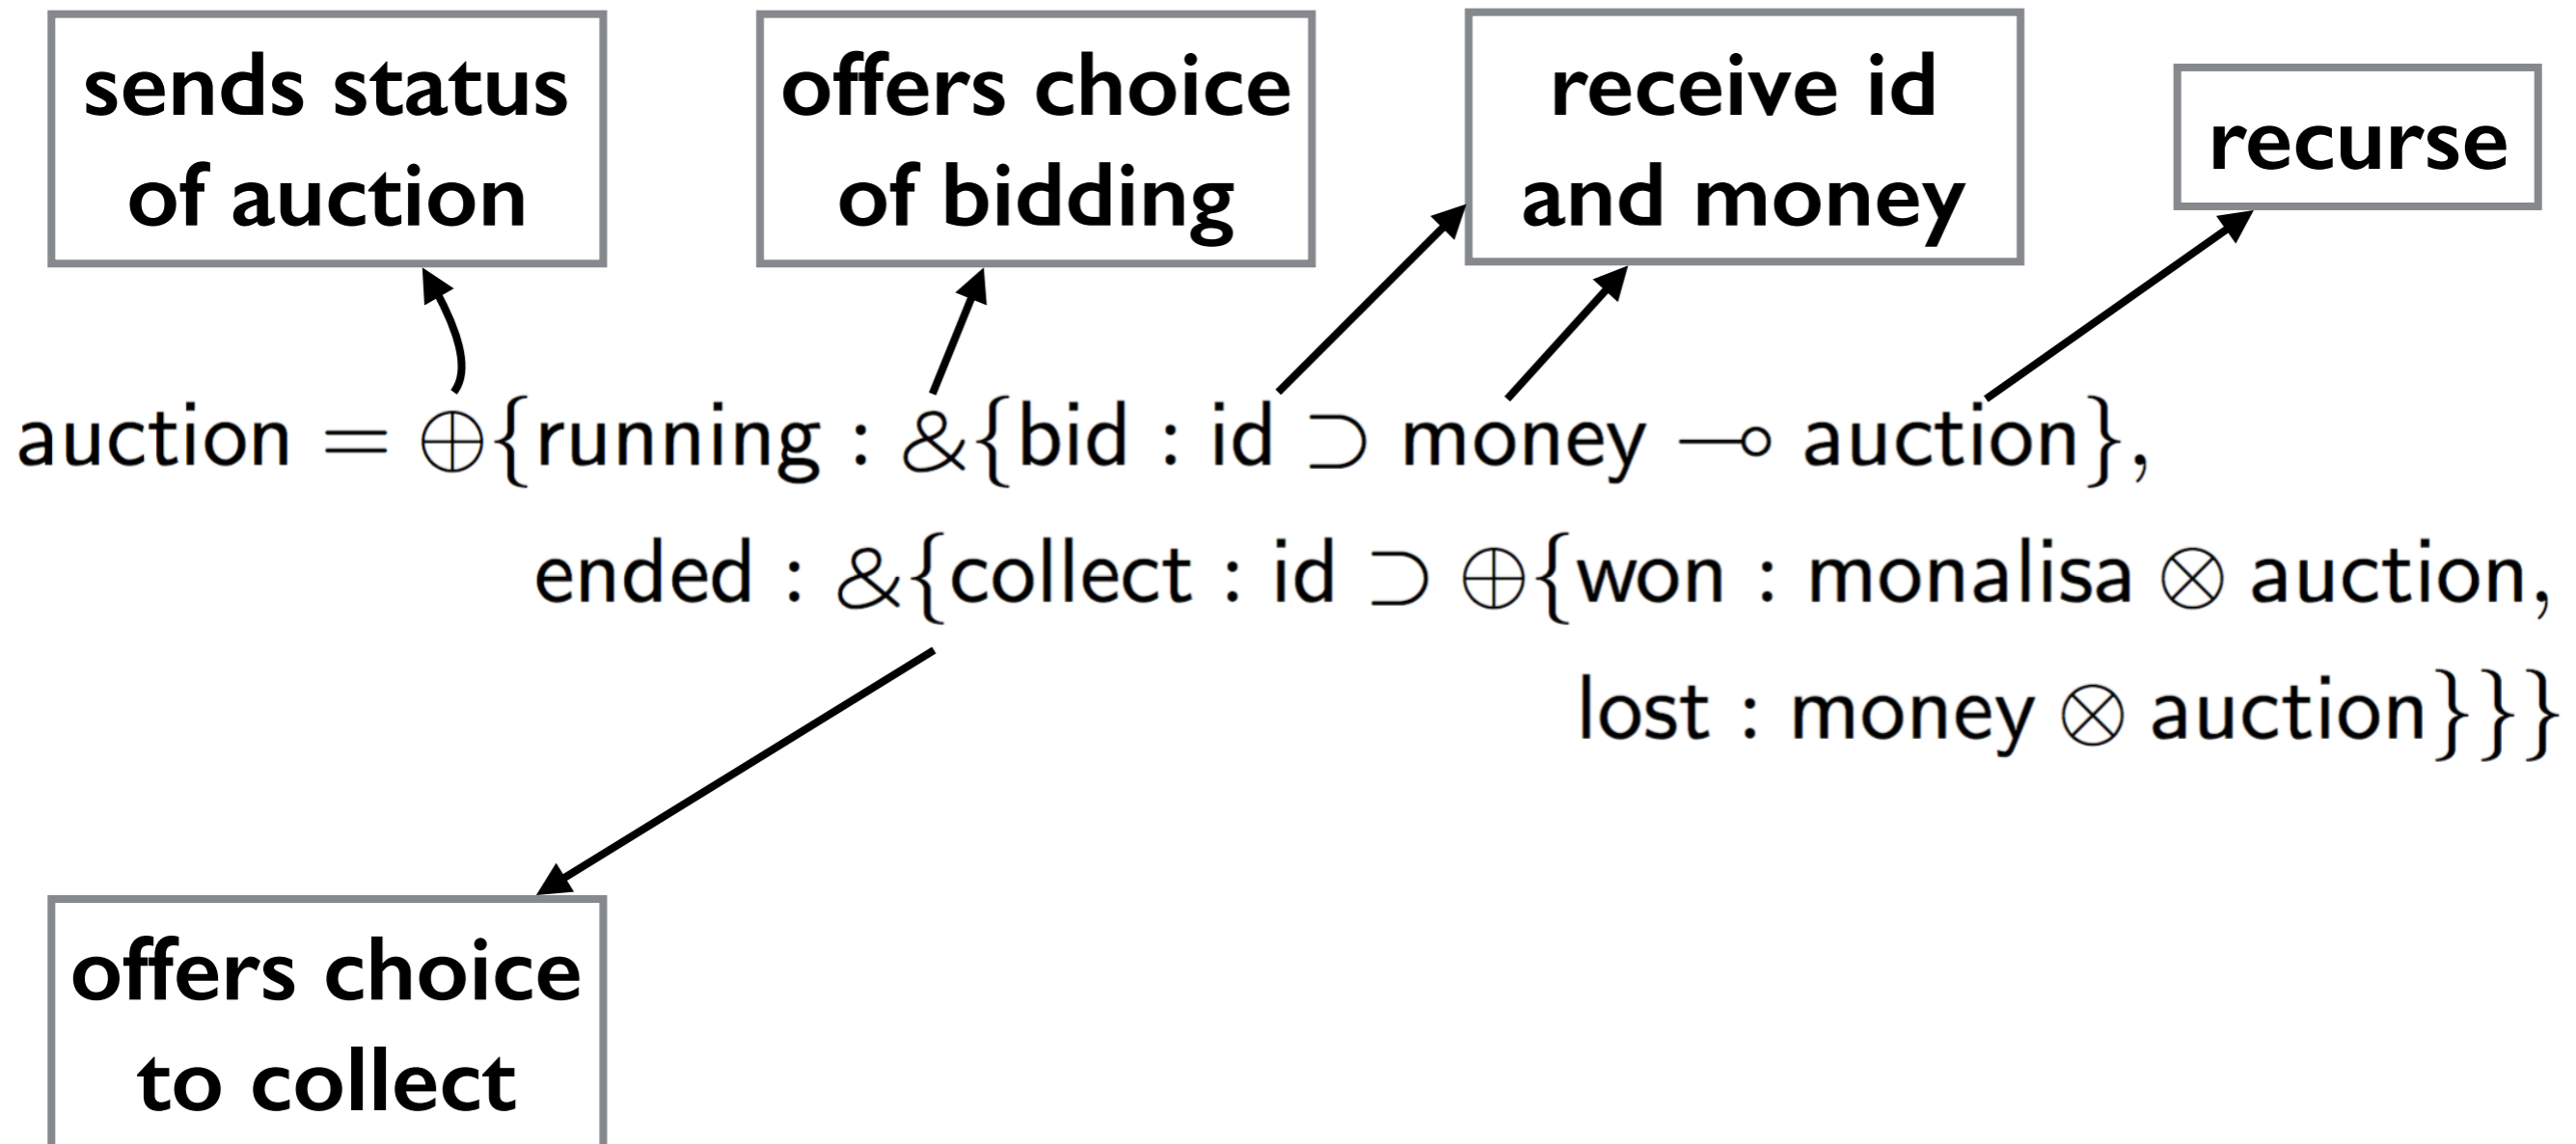 sends status
of auction
offers choice
of bidding
receive id
and money
recurse
auction = ⊕{running : &{bid : id ⊃ money ⊸ auction},
ended : &{collect : id ⊃ ⊕{won : monalisa ⊗ auction,
lost : money ⊗ auction}}}
offers choice
to collect